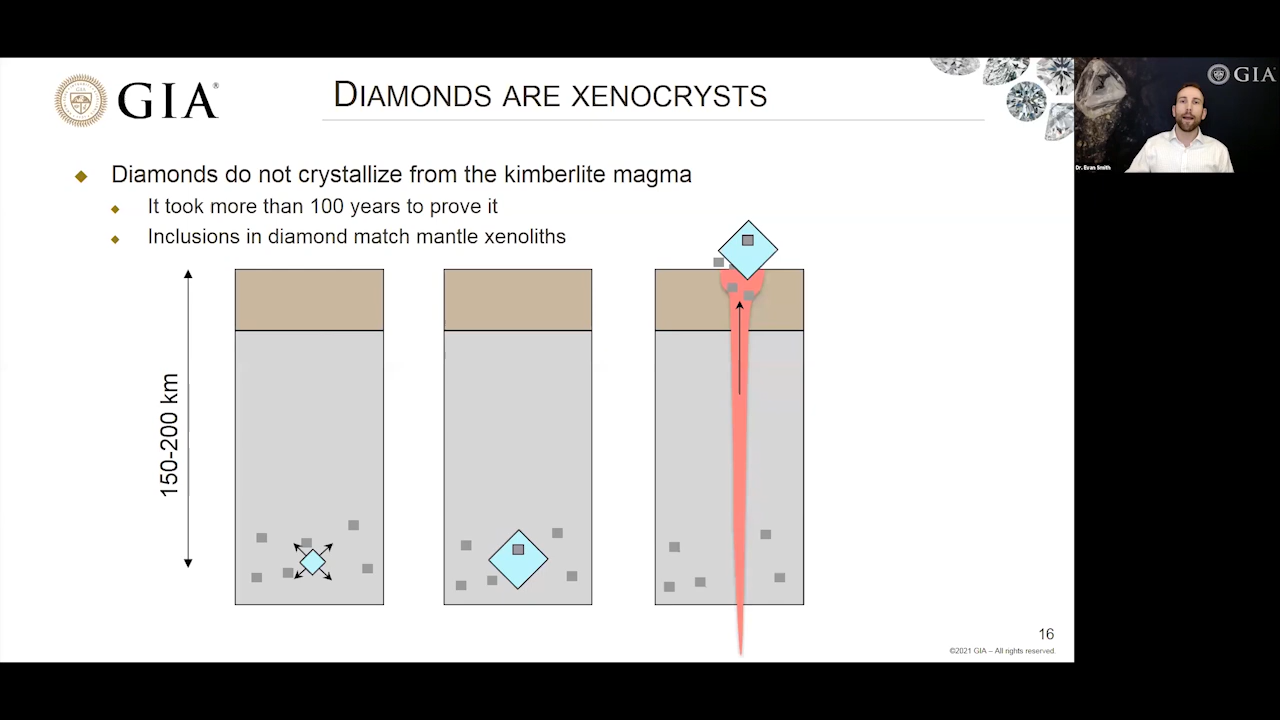 GIA®
DIAMONDS ARE XENOCRYSTS
GIA
Dr. Evan Smith
Diamonds do not crystallize from the kimberlite magma
It took more than 100 years to prove it
Inclusions in diamond match mantle xenoliths
150-200 km
16
©2021 GIA – All rights reserved.